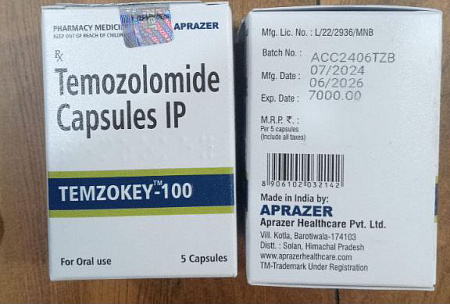 PHARMACY MEDICI
KEEP OUT OF REACH OF CHILDREN
APRAZER
Rx
Temozolomide
Capsules IP
TEMZOKEY™-100
For Oral use
5 Capsules
Mfg. Lic. No. : L/22/2936/MNB
Batch No. : ACC2406TZB
Mfg. Date : 07/2024
Exp. Date : 06/2026
7000.00
M.R.P. ₹. :
Per 5 capsules
(Include all taxes)
8 906102 032142
Made in India by:
APRAZER
Aprazer Healthcare Pvt. Ltd.
Vill. Kotla, Barotiwala-174103
Distt. : Solan, Himachal Pradesh
www.aprazerhealthcare.com
TM-Trademark Under Registration